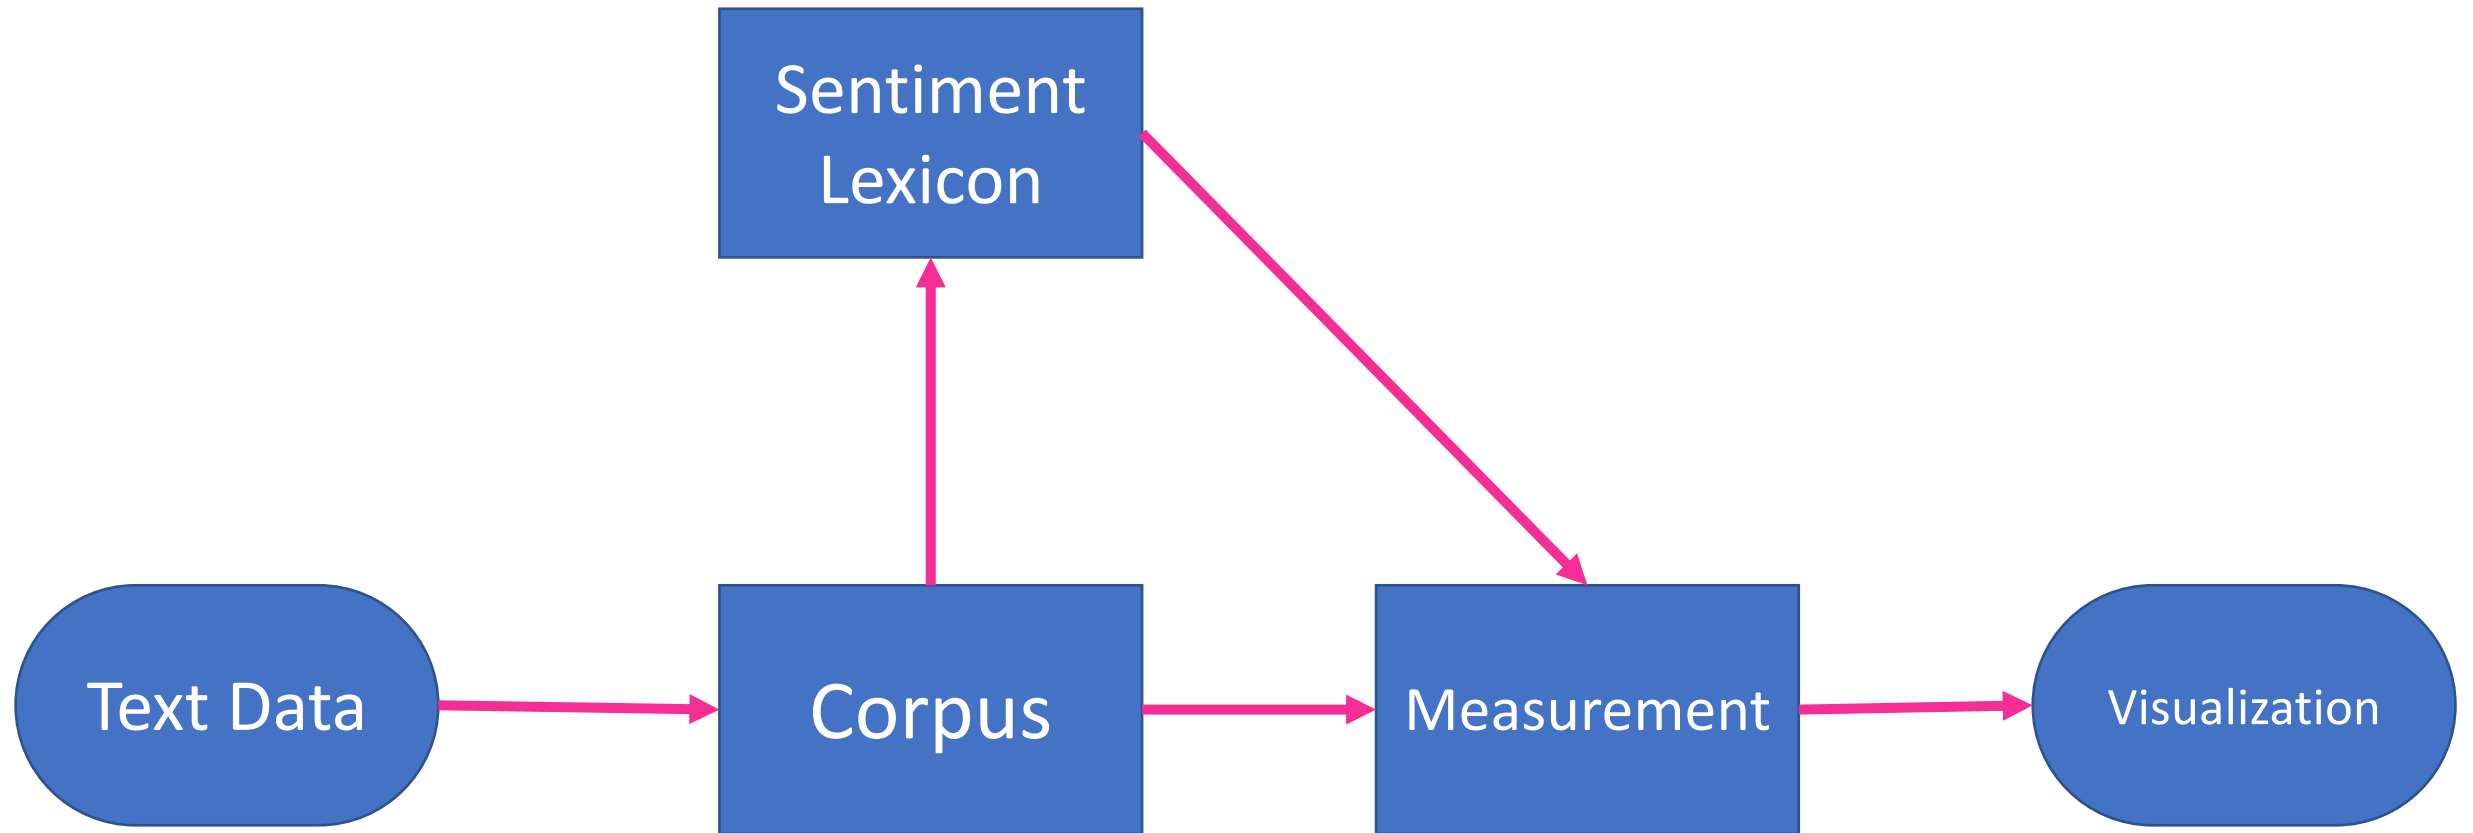 Sentiment
Lexicon
Text Data
Corpus
Measurement
Visualization